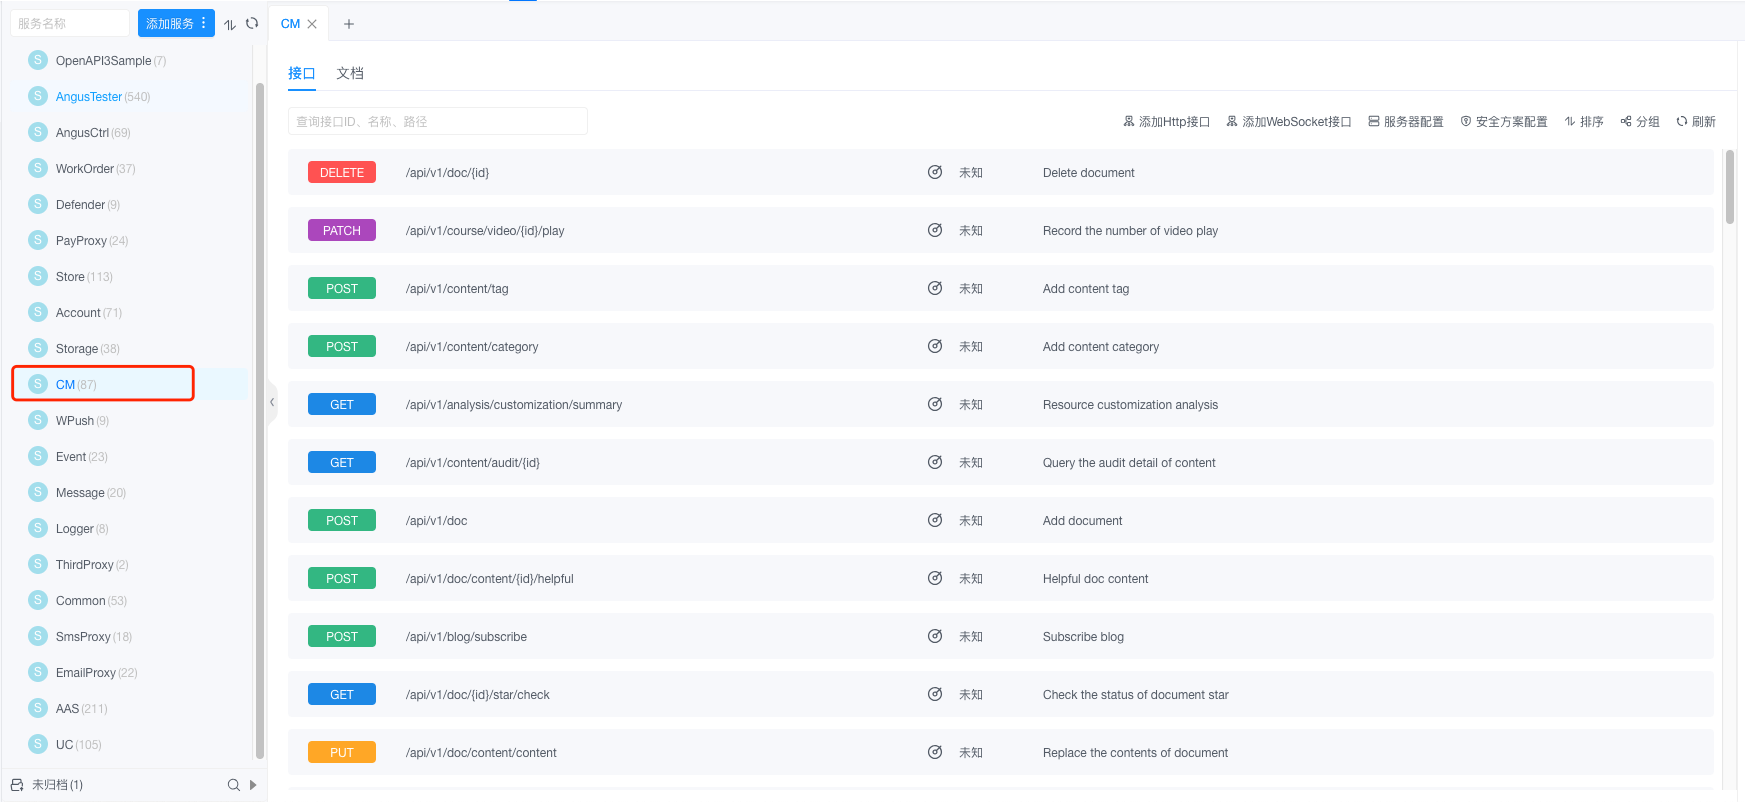 服务名称
添加服务
S OpenAPI3Sample (7)
S AngusTester (540)
S AngusCtrl (69)
S WorkOrder (37)
S Defender (9)
S PayProxy (24)
S Store (113)
S Account (71)
S Storage (38)
S CM (87)
S WPush (9)
S Event (23)
S Message (20)
S Logger (8)
S ThirdProxy (2)
S Common (53)
S SmsProxy (18)
S EmailProxy (22)
S AAS (211)
S UC (105)
未归档 (1)
CM
接口 文档
查询接口ID、名称、路径
添加Http接口 添加WebSocket接口 服务器配置 安全方案配置 排序 分组 刷新
DELETE /api/v1/doc/{id} 未知 Delete document
PATCH /api/v1/course/video/{id}/play 未知 Record the number of video play
POST /api/v1/content/tag 未知 Add content tag
POST /api/v1/content/category 未知 Add content category
GET /api/v1/analysis/customization/summary 未知 Resource customization analysis
GET /api/v1/content/audit/{id} 未知 Query the audit detail of content
POST /api/v1/doc 未知 Add document
POST /api/v1/doc/content/{id}/helpful 未知 Helpful doc content
POST /api/v1/blog/subscribe 未知 Subscribe blog
GET /api/v1/doc/{id}/star/check 未知 Check the status of document star
PUT /api/v1/doc/content/content 未知 Replace the contents of document